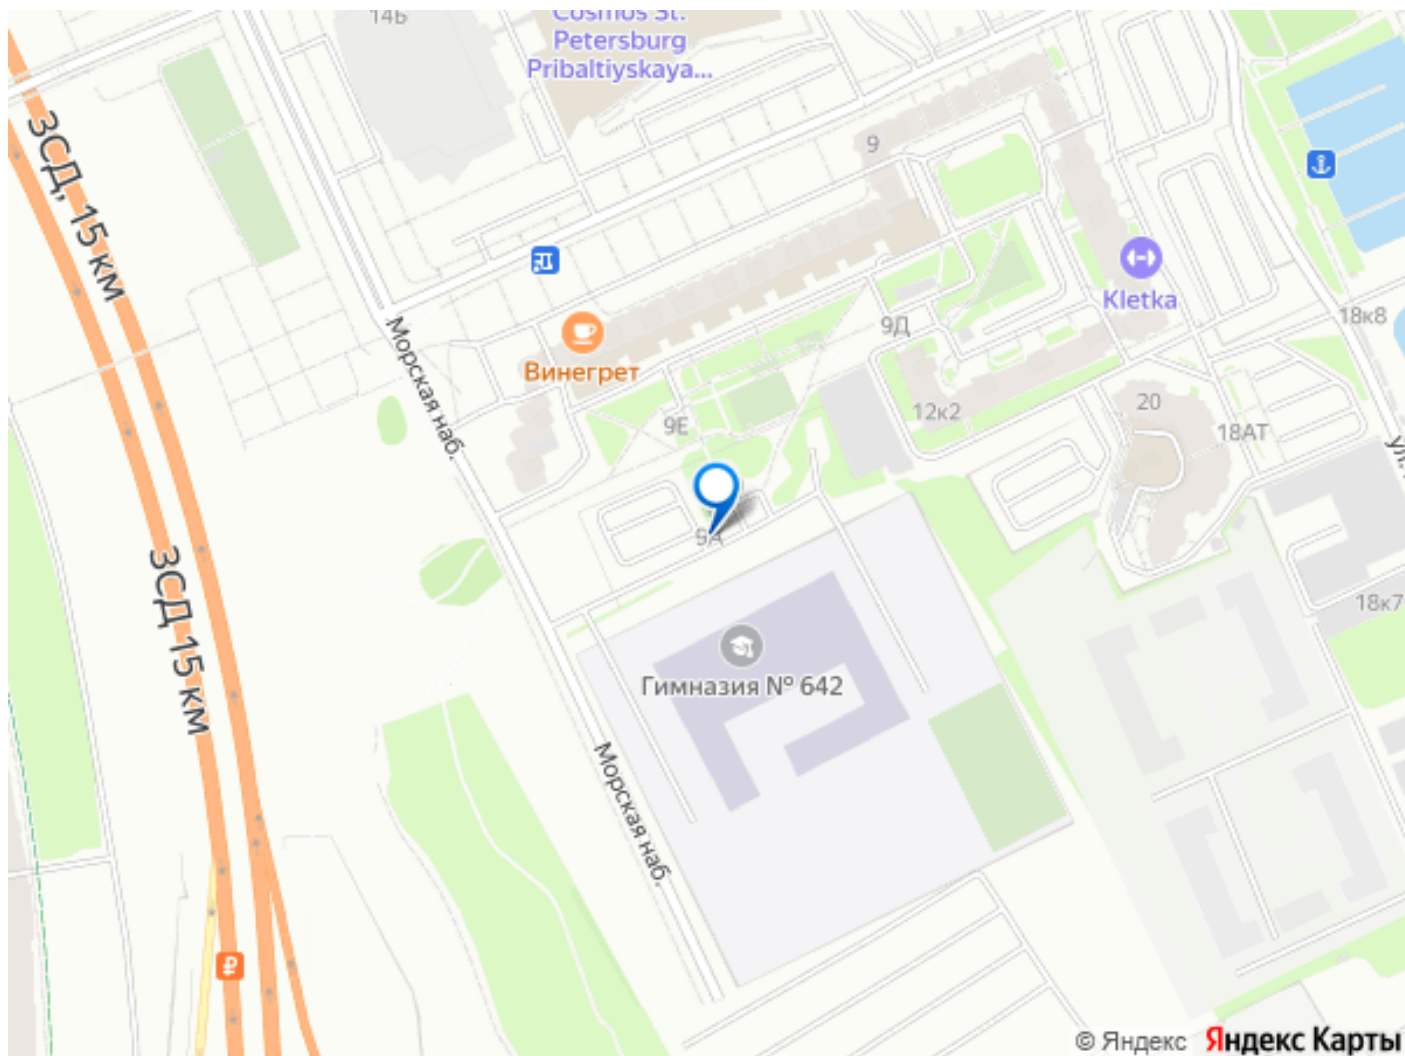 14Б
Cosmos St.
Petersburg
Pribaltiyskaya...
ЗСД, 15 км
9
Kletka
Морская наб.
Винегрет
9Д
18к8
9Е
12к2
20
18АТ
ул.
9А
ЗСД 15 км
18к7
Гимназия № 642
Морская наб.
© Яндекс Яндекс Карты